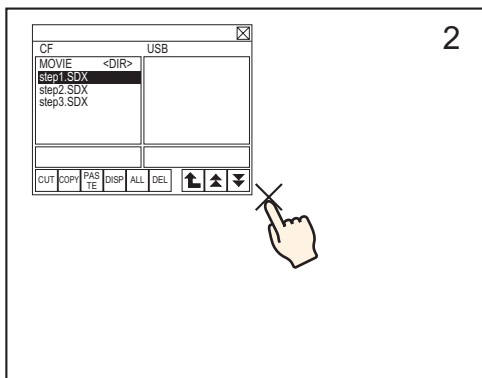 2
CF USB
MOVIE <DIR>
step1.SDX
step2.SDX
step3.SDX
CUT COPY PAS TE DISP ALL DEL